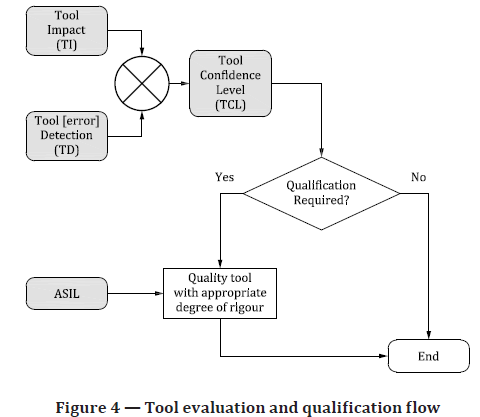 Tool
Impact
(TI)
Tool [error]
Detection
(TD)
Tool
Confidence
Level
(TCL)
Qualification
Required?
Yes
No
ASIL
Quality tool
with appropriate
degree of rigour
End
Figure 4 — Tool evaluation and qualification flow